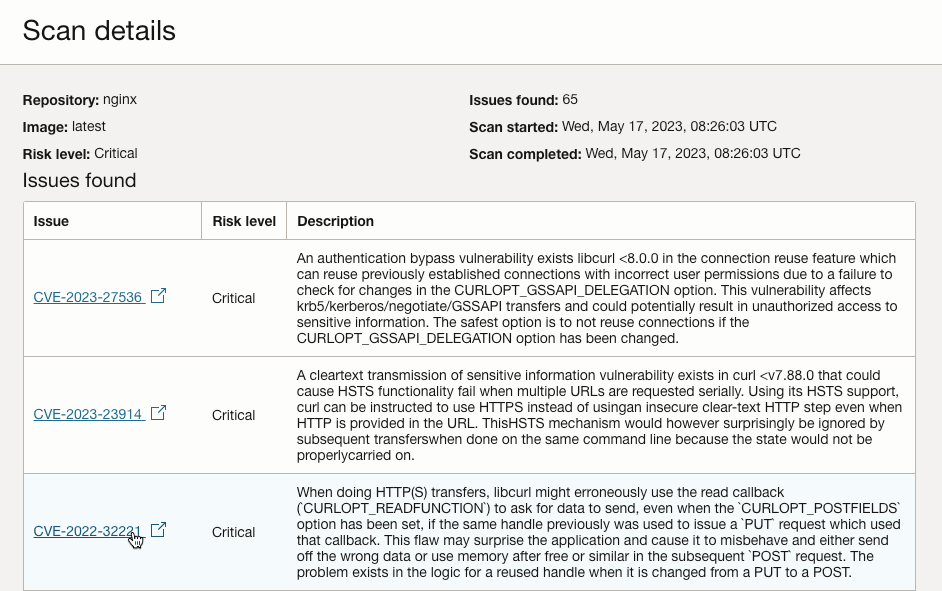 Scan details
Repository: nginx
Issues found: 65
Image: latest
Scan started: Wed, May 17, 2023, 08:26:03 UTC
Risk level: Critical
Scan completed: Wed, May 17, 2023, 08:26:03 UTC
Issues found
Issue Risk level Description
An authentication bypass vulnerability exists libcurl <8.0.0 in the connection reuse feature which
can reuse previously established connections with incorrect user permissions due to a failure to
check for changes in the CURLOPT_GSSAPI_DELEGATION option. This vulnerability affects
CVE-2023-27536 Critical krb5/kerberos/negotiate/GSSAPI transfers and could potentially result in unauthorized access to
sensitive information. The safest option is to not reuse connections if the
CURLOPT_GSSAPI_DELEGATION option has been changed.
A cleartext transmission of sensitive information vulnerability exists in curl <v7.88.0 that could
cause HSTS functionality fail when multiple URLs are requested serially. Using its HSTS support,
curl can be instructed to use HTTPS instead of usingan insecure clear-text HTTP step even when
CVE-2023-23914 Critical HTTP is provided in the URL. ThisHSTS mechanism would however surprisingly be ignored by
subsequent transferswhen done on the same command line because the state would not be
properlycarried on.
When doing HTTP(S) transfers, libcurl might erroneously use the read callback
(`CURLOPT_READFUNCTION`) to ask for data to send, even when the `CURLOPT_POSTFIELDS`
option has been set, if the same handle previously was used to issue a `PUT` request which used
CVE-2022-32221 Critical that callback. This flaw may surprise the application and cause it to misbehave and either send
off the wrong data or use memory after free or similar in the subsequent `POST` request. The
problem exists in the logic for a reused handle when it is changed from a PUT to a POST.